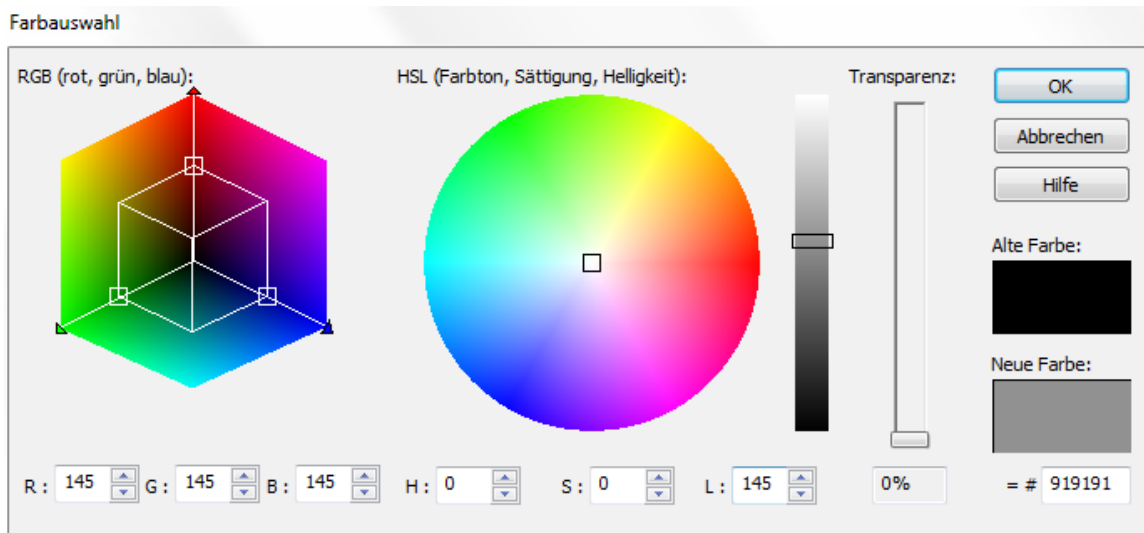 Farbauswahl
RGB (rot, grün, blau):
HSL (Farbton, Sättigung, Helligkeit):
Transparenz:
OK
Abbrechen
Hilfe
Alte Farbe:
Neue Farbe:
R : 145 G : 145 B : 145 H : 0 S : 0 L : 145 0% = # 919191